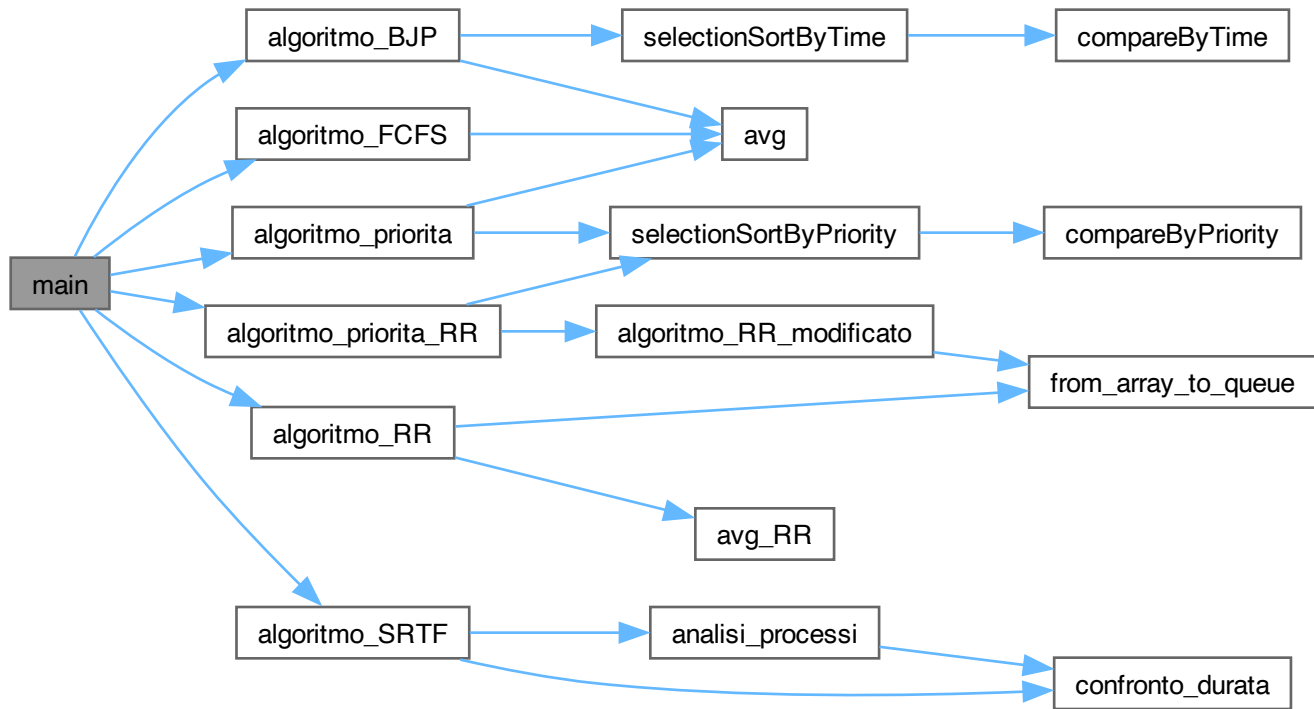 algoritmo_BJP
selectionSortByTime
compareByTime
algoritmo_FCFS
avg
algoritmo_priorita
selectionSortByPriority
compareByPriority
main
algoritmo_priorita_RR
algoritmo_RR_modificato
from_array_to_queue
algoritmo_RR
avg_RR
algoritmo_SRTF
analisi_processi
confronto_durata